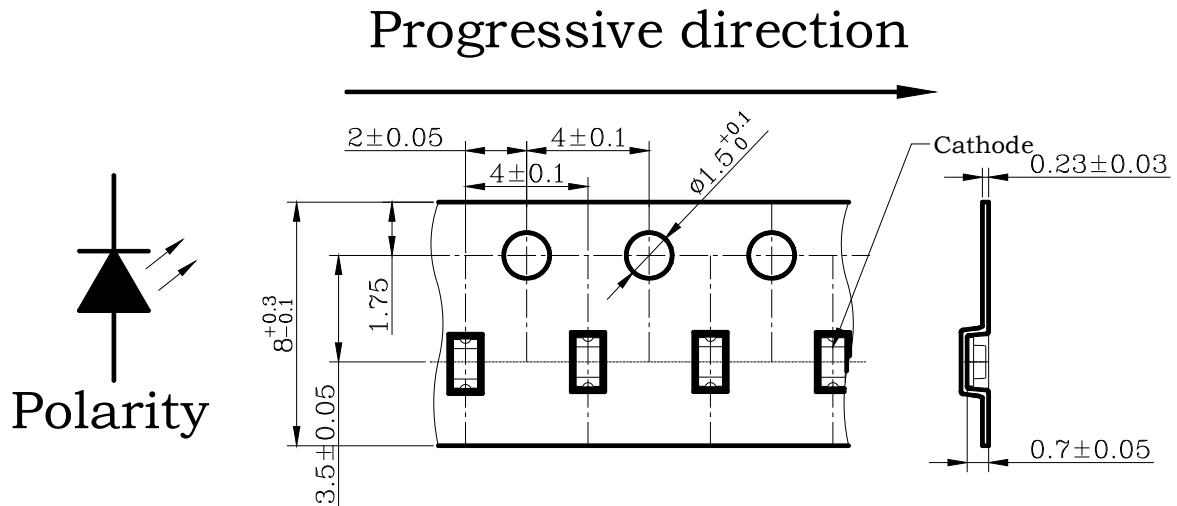 Progressive direction
2±0.05
4±0.1
4±0.1
ø1.5 +0.1 0
Cathode
0.23±0.03
1.75
8 +0.3 -0.1
3.5±0.05
Polarity
0.7±0.05